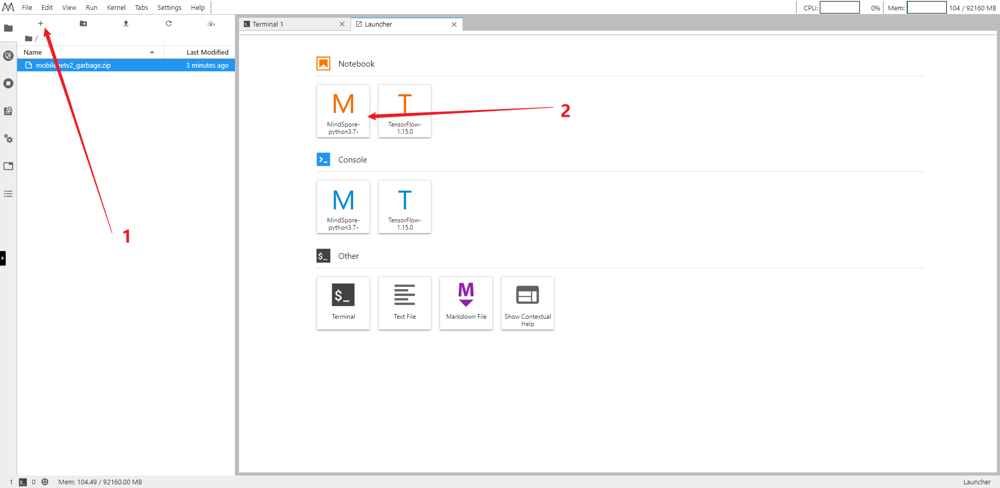 File Edit View Run Kernel Tabs Settings Help
CPU: 0% Mem: 104 / 92160 MB
/
Name Last Modified
mobilenetv2_garbage.zip 3 minutes ago
1
Terminal 1
Launcher
Notebook
M
MindSpore-
python3.7-
T
TensorFlow-
1.15.0
2
Console
M
MindSpore-
python3.7-
T
TensorFlow-
1.15.0
$_ Other
$_
Terminal
Text File
M
Markdown File
Show Contextual
Help
1 $_ 0 Mem: 104.49 / 92160.00 MB
Launcher